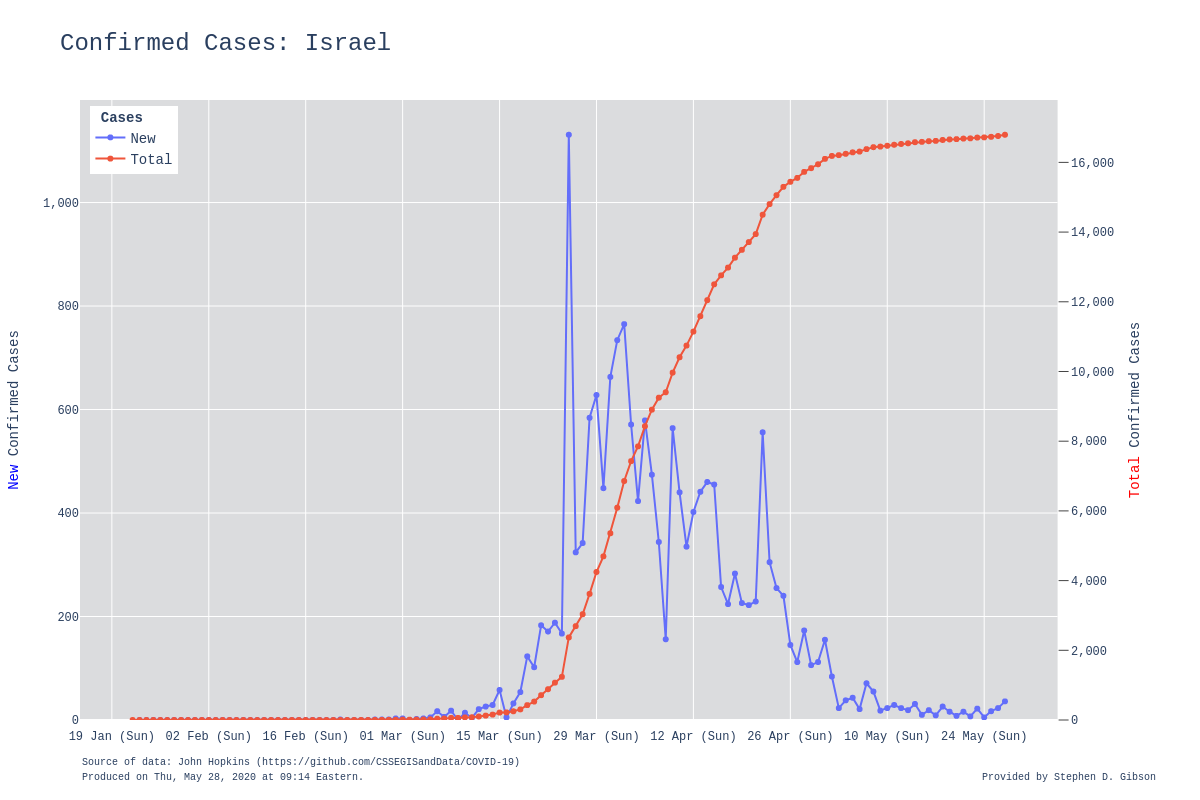 Confirmed Cases: Israel
Cases
New
Total
1,000
800
600
400
200
0
16,000
14,000
12,000
10,000
8,000
6,000
4,000
2,000
0
New Confirmed Cases
Total Confirmed Cases
19 Jan (Sun) 02 Feb (Sun) 16 Feb (Sun) 01 Mar (Sun) 15 Mar (Sun) 29 Mar (Sun) 12 Apr (Sun) 26 Apr (Sun) 10 May (Sun) 24 May (Sun)
Source of data: John Hopkins (https://github.com/CSSEGISandData/COVID-19)
Produced on Thu, May 28, 2020 at 09:14 Eastern.
Provided by Stephen D. Gibson